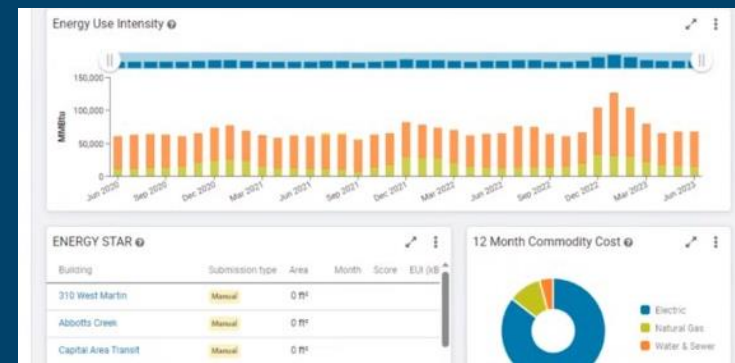 Energy Use Intensity
150,000
100,000
50,000
0
MMBtu
Jun 2020
Sep 2020
Dec 2020
Mar 2021
Jun 2021
Sep 2021
Dec 2021
Mar 2022
Jun 2022
Sep 2022
Dec 2022
Mar 2023
Jun 2023
ENERGY STAR
Building Submission type Area Month Score EUI (kB
310 West Martin Manual 0 ft²
Abbotts Creek Manual 0 ft²
Capital Area Transit Manual 0 ft²
12 Month Commodity Cost
Electric
Natural Gas
Water & Sewer